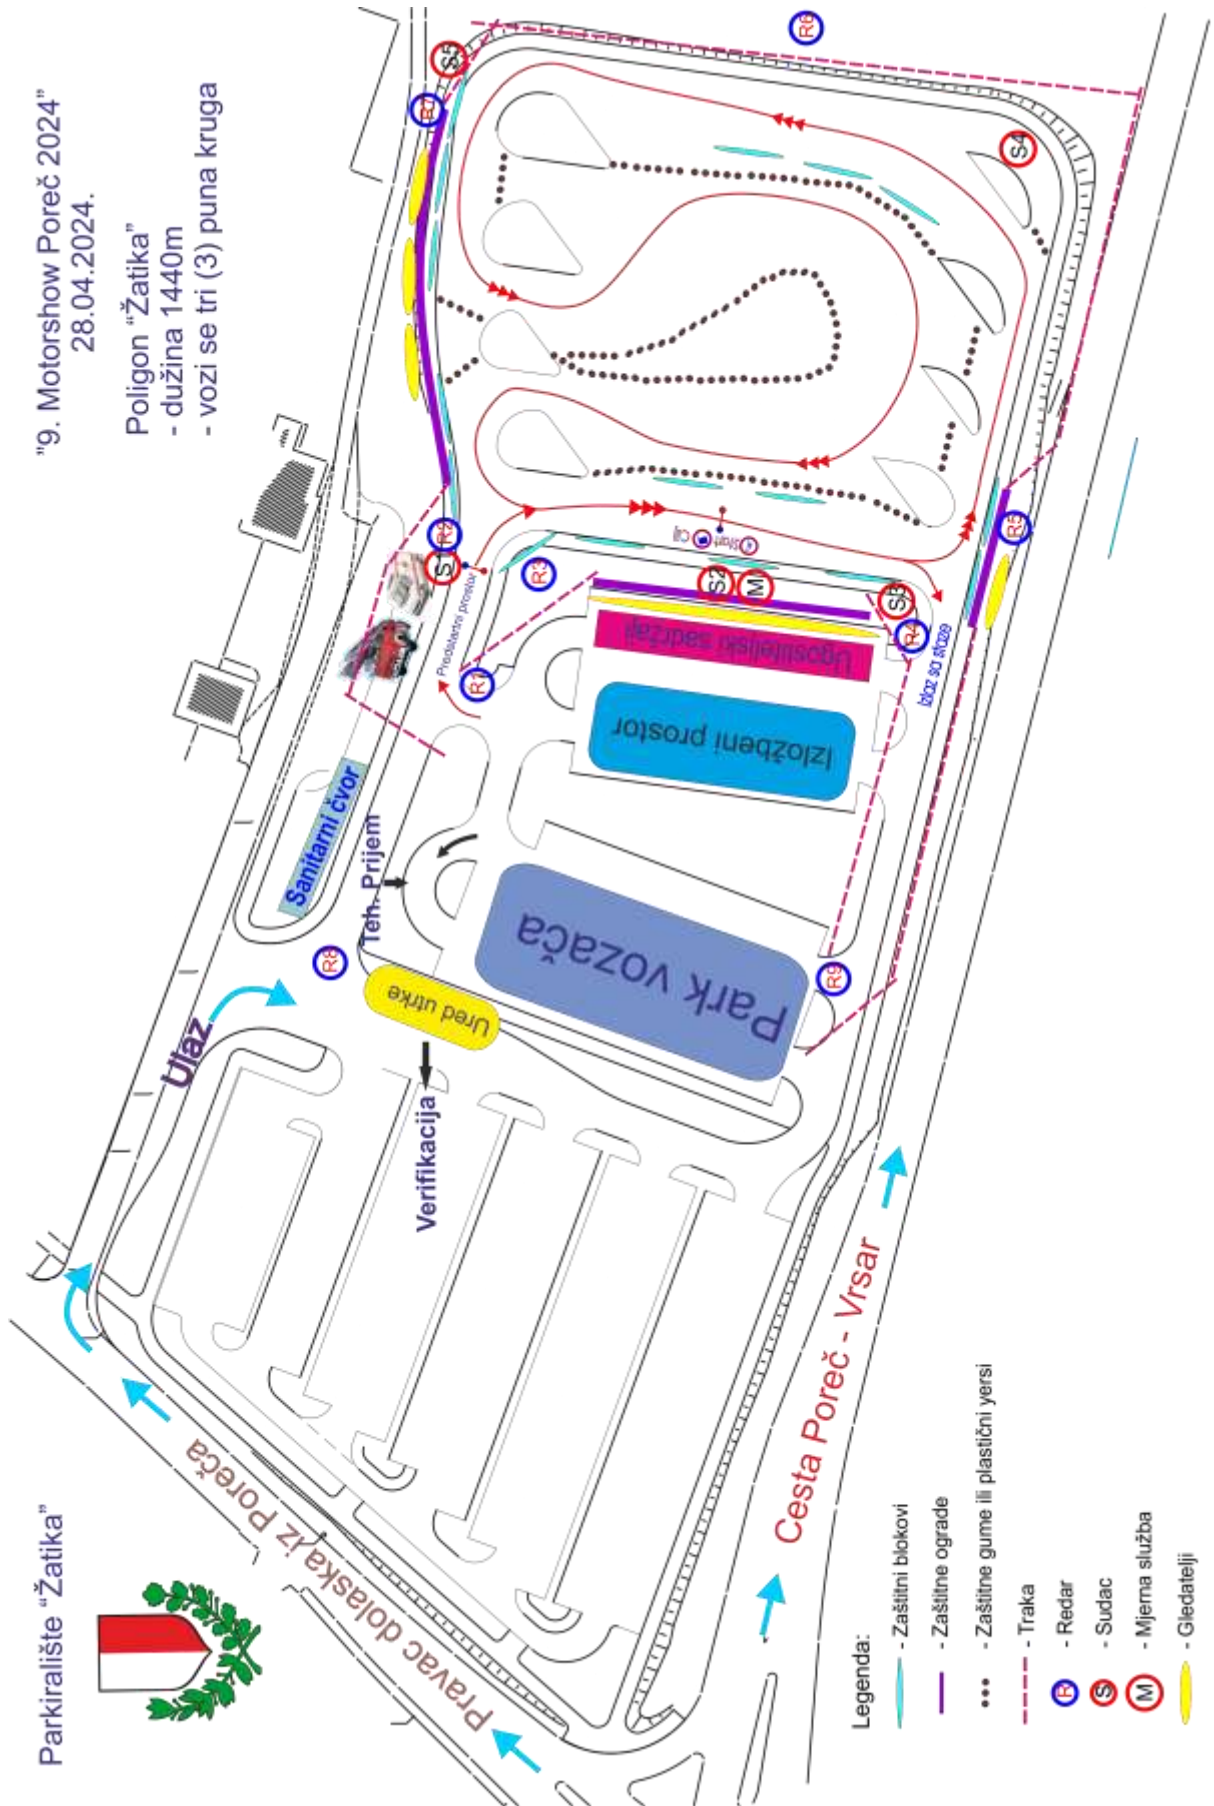 Parkiralište "Žatika"
"9. Motorshow Poreč 2024"
28.04.2024.
Poligon "Žatika"
- dužina 1440m
- vozi se tri (3) puna kruga
Pravac dolaska iz Poreča
Ulaz
Sanitarni čvor
Teh. Prijem
Ured utrke
Verifikacija
Park vozača
Izložbeni prostor
Ugostiteljski sadržaji
Predstartni prostor
Izlaz sa staze
Start
Cilj
R1
R2
R3
R4
R5
R6
R7
R8
R9
S1
S2
S3
S4
S5
M
Cesta Poreč - Vrsar
Legenda:
- Zaštitni blokovi
- Zaštitne ograde
- Zaštitne gume ili plastični yersi
- Traka
R - Redar
S - Sudac
M - Mjerna služba
- Gledatelji